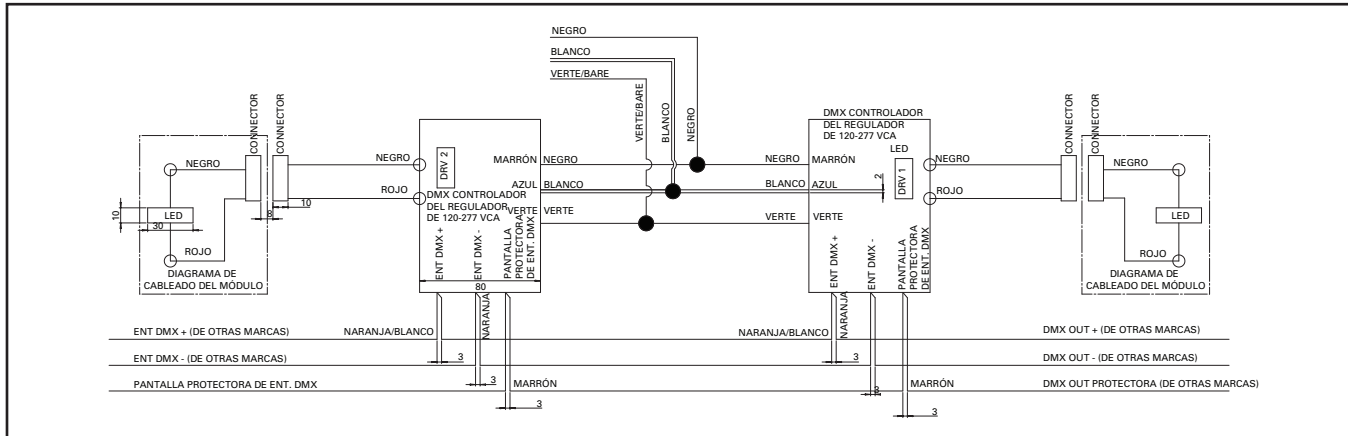 NEGRO
BLANCO
VERTE/BARE
VERTE/BARE
BLANCO
NEGRO
CONNECTOR
CONNECTOR
NEGRO
LED
10
30
8
10
ROJO
DIAGRAMA DE
CABLEADO DEL MÓDULO
NEGRO
ROJO
DRV 2
MARRÓN
AZUL
DMX CONTROLADOR
DEL REGULADOR
DE 120-277 VCA
VERTE
ENT DMX +
ENT DMX -
PANTALLA
PROTECTORA
DE ENT. DMX
80
NEGRO
BLANCO
VERTE
NEGRO
BLANCO
VERTE
DMX CONTROLADOR
DEL REGULADOR
DE 120-277 VCA
LED
MARRÓN
AZUL
DRV 1
2
VERTE
ENT DMX +
ENT DMX -
PANTALLA
PROTECTORA
DE ENT. DMX
NEGRO
ROJO
CONNECTOR
CONNECTOR
NEGRO
LED
ROJO
DIAGRAMA DE
CABLEADO DEL MÓDULO
ENT DMX + (DE OTRAS MARCAS)
NARANJA/BLANCO
NARANJA
NARANJA/BLANCO
NARANJA
DMX OUT + (DE OTRAS MARCAS)
ENT DMX - (DE OTRAS MARCAS)
3
3
DMX OUT - (DE OTRAS MARCAS)
PANTALLA PROTECTORA DE ENT. DMX
3
MARRÓN
3
MARRÓN
DMX OUT PROTECTORA (DE OTRAS MARCAS)
3
3